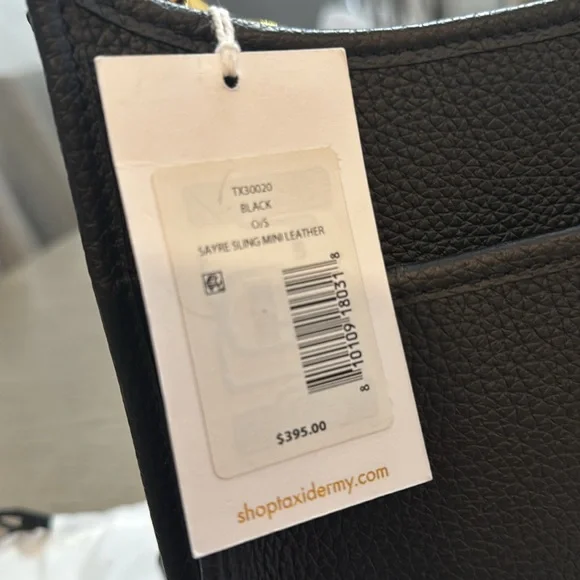 TX30020
BLACK
O/S
SAYRE SLING MINI LEATHER
8 10109 18031 8
$395.00
shoptaxidermy.com